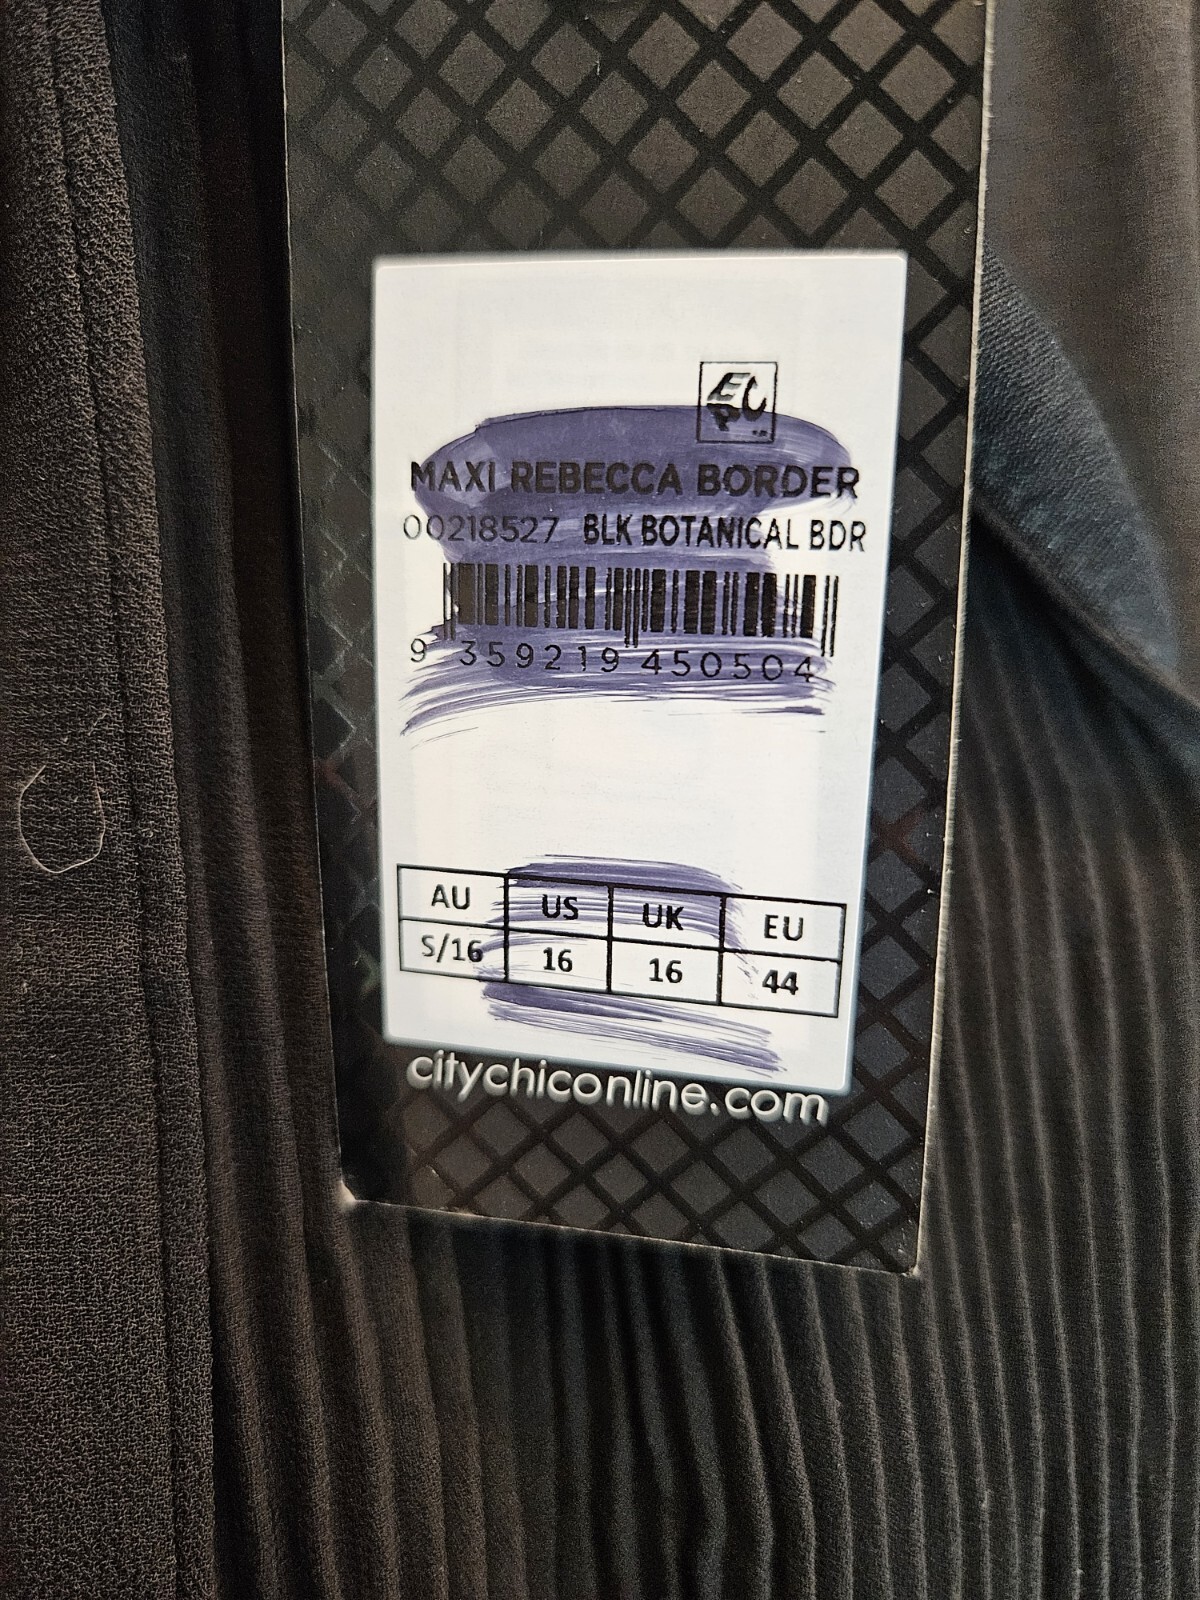 EPC
MAXI REBECCA BORDER
00218527 BLK BOTANICAL BDR
9 359219 450504
AU US UK EU
S/16 16 16 44
citychiconline.com